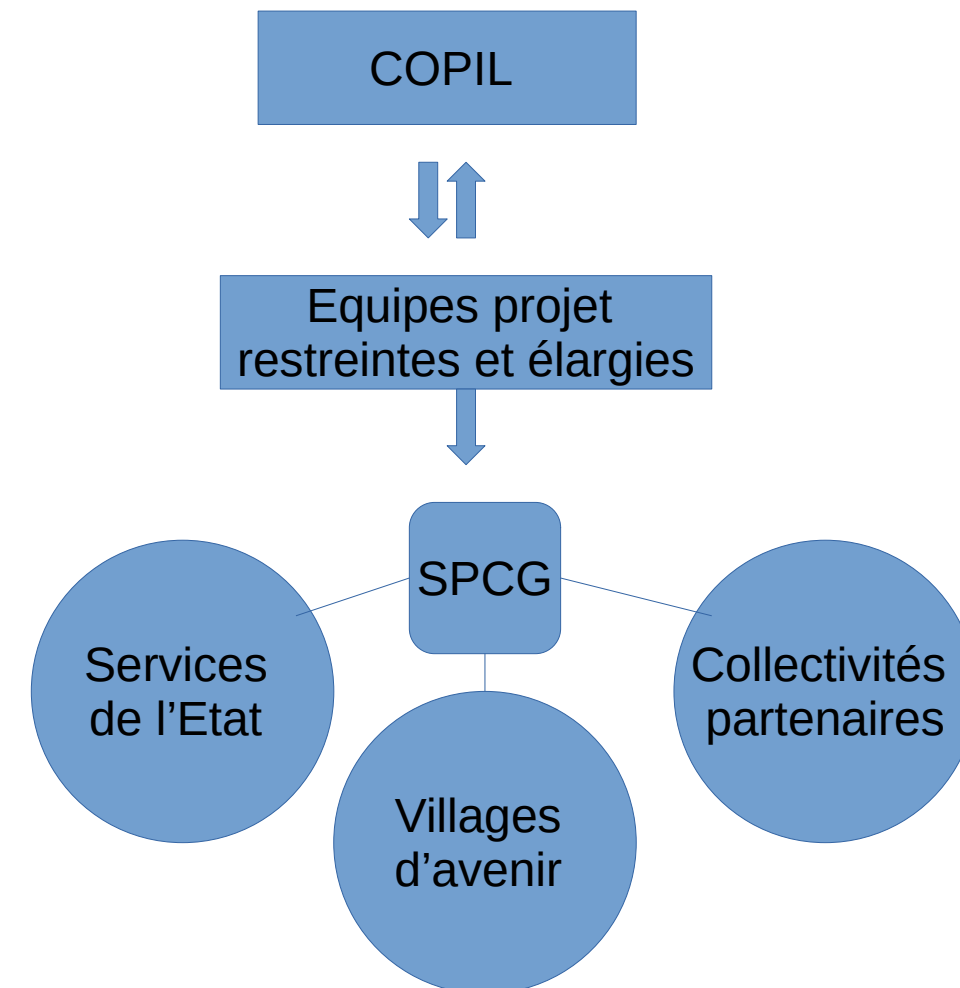 COPIL
Equipes projet
restreintes et élargies
SPCG
Services
de l’Etat
Villages
d’avenir
Collectivités
partenaires